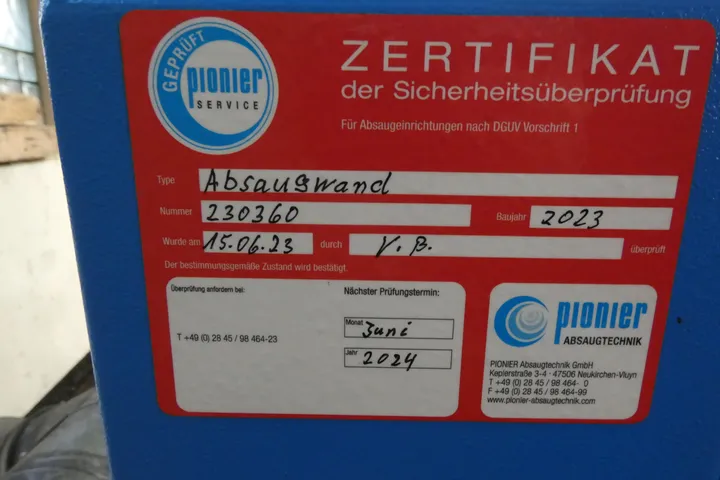 GEPRÜFT
pionier
SERVICE
ZERTIFIKAT
der Sicherheitsüberprüfung
Für Absaugeinrichtungen nach DGUV Vorschrift 1
Type Absaugwand
Nummer 230360 Baujahr 2023
Wurde am 15.06.23 durch V. B. überprüft
Der bestimmungsgemäße Zustand wird bestätigt.
Überprüfung anfordern bei:
T +49 (0) 28 45 / 98 464-23
Nächster Prüfungstermin:
Monat Juni
Jahr 2024
pionier
ABSAUGTECHNIK
PIONIER Absaugtechnik GmbH
Keplerstraße 3-4 · 47506 Neukirchen-Vluyn
T +49 (0) 28 45 / 98 464- 0
F +49 (0) 28 45 / 98 464-99
www.pionier-absaugtechnik.com